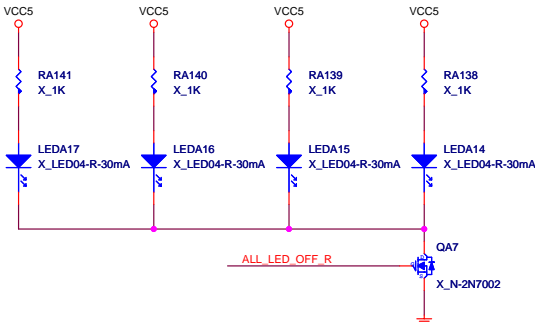 VCC5 VCC5 VCC5 VCC5
RA141 RA140 RA139 RA138
X_1K X_1K X_1K X_1K
LEDA17 LEDA16 LEDA15 LEDA14
X_LED04-R-30mA X_LED04-R-30mA X_LED04-R-30mA X_LED04-R-30mA
QA7
ALL_LED_OFF_R
X_N-2N7002